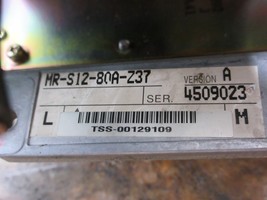 MR-S12-80A-Z37 VERSION A
SER. 4509023
L M
TSS-00129109